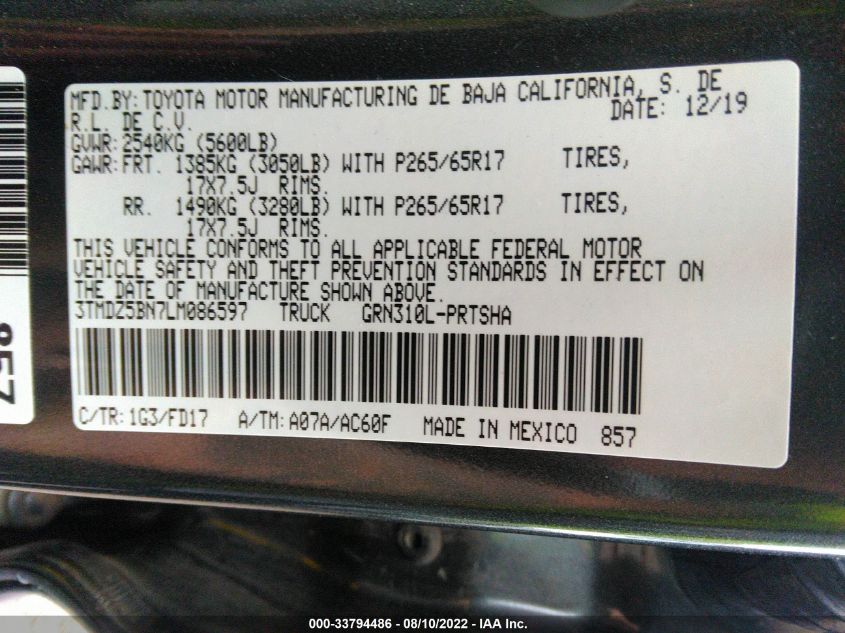 MFD.BY:TOYOTA MOTOR MANUFACTURING DE BAJA CALIFORNIA, S. DE
R.L. DE C.V. DATE: 12/19
GVWR:2540KG (5600LB)
GAWR:FRT. 1385KG (3050LB) WITH P265/65R17 TIRES,
17X7.5J RIMS.
RR. 1490KG (3280LB) WITH P265/65R17 TIRES,
17X7.5J RIMS.
THIS VEHICLE CONFORMS TO ALL APPLICABLE FEDERAL MOTOR
VEHICLE SAFETY AND THEFT PREVENTION STANDARDS IN EFFECT ON
THE DATE OF MANUFACTURE SHOWN ABOVE.
3TMDZ5BN7LM086597 TRUCK GRN310L-PRTSHA
C/TR:1G3/FD17 A/TM:A07A/AC60F MADE IN MEXICO 857
857
000-33794486 - 08/10/2022 - IAA Inc.